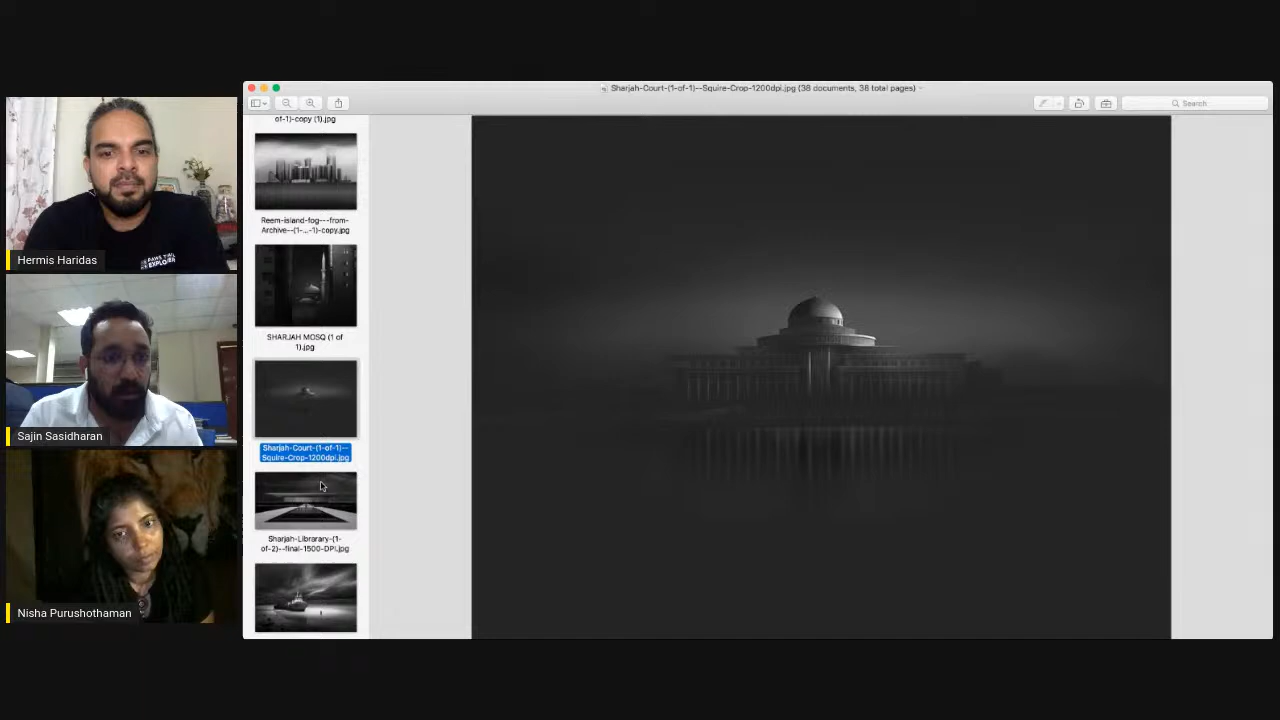 Sharjah-Court-(1-of-1)--Squire-Crop-1200dpi.jpg (38 documents, 38 total pages)
Search
of-1)-copy (1).jpg
Reem-island-fog---from-
Archive--(1-...-1)-copy.jpg
SHARJAH MOSQ (1 of
1).jpg
Sharjah-Court-(1-of-1)--
Squire-Crop-1200dpi.jpg
Sharjah-Librarary-(1-
of-2)--final-1500-DPI.jpg
Hermis Haridas
Sajin Sasidharan
Nisha Purushothaman